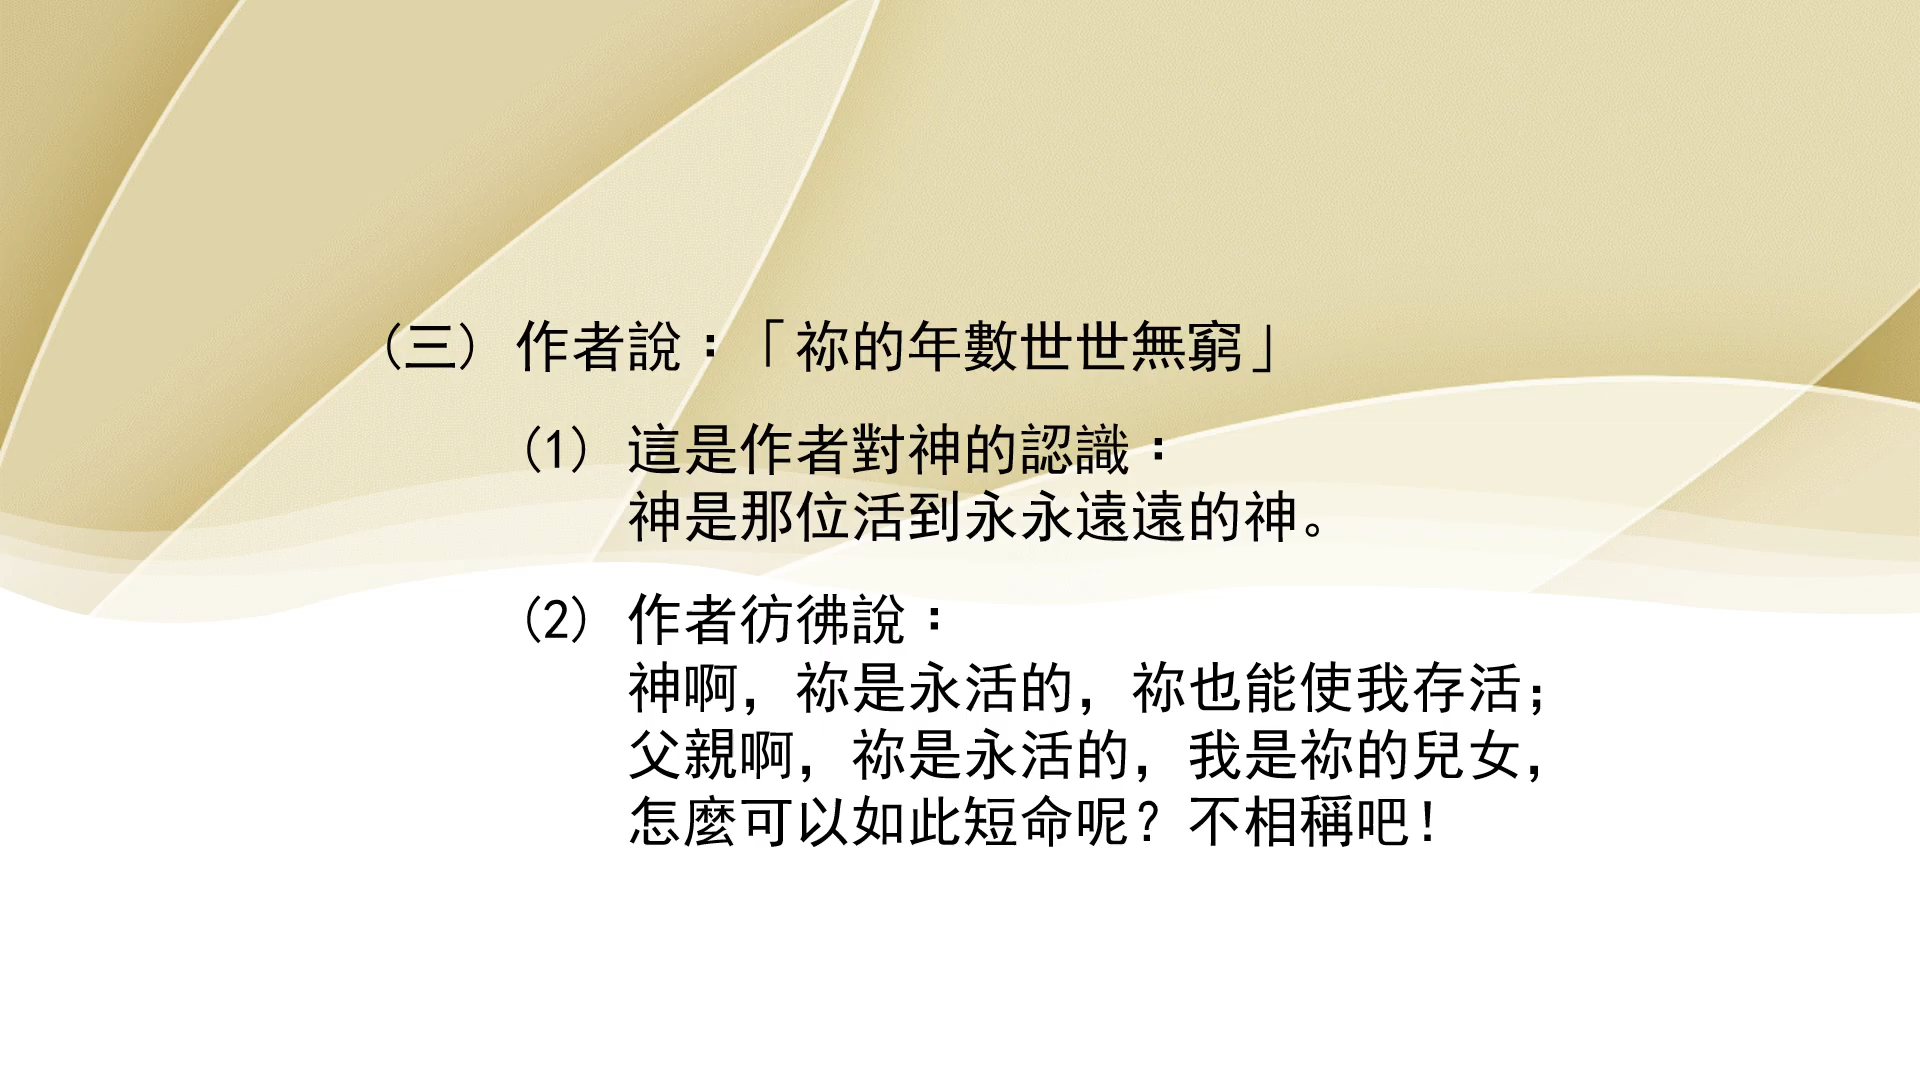 (三) 作者說：「祢的年數世世無窮」
(1) 這是作者對神的認識：
神是那位活到永永遠遠的神。
(2) 作者彷彿說：
神啊，祢是永活的，祢也能使我存活；
父親啊，祢是永活的，我是祢的兒女，
怎麼可以如此短命呢？不相稱吧！